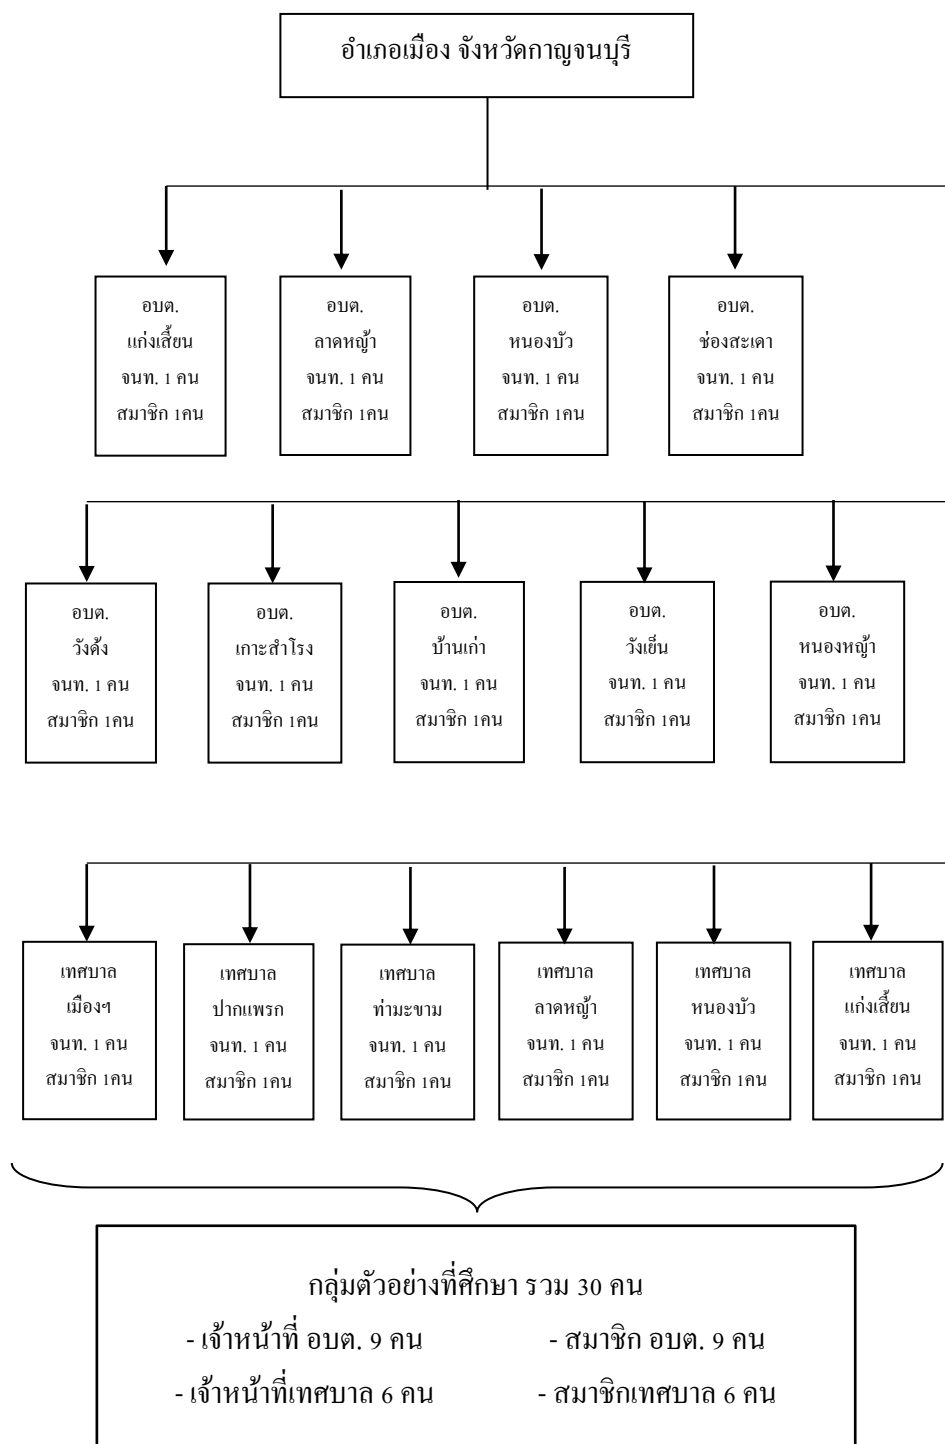 อำเภอเมือง จังหวัดกาญจนบุรี
อบต.
แก่งเสี้ยน
จนท. 1 คน
สมาชิก 1คน
อบต.
ลาดหญ้า
จนท. 1 คน
สมาชิก 1คน
อบต.
หนองบัว
จนท. 1 คน
สมาชิก 1คน
อบต.
ช่องสะเดา
จนท. 1 คน
สมาชิก 1คน
อบต.
วังด้ง
จนท. 1 คน
สมาชิก 1คน
อบต.
เกาะสำโรง
จนท. 1 คน
สมาชิก 1คน
อบต.
บ้านเก่า
จนท. 1 คน
สมาชิก 1คน
อบต.
วังเย็น
จนท. 1 คน
สมาชิก 1คน
อบต.
หนองหญ้า
จนท. 1 คน
สมาชิก 1คน
เทศบาล
เมืองฯ
จนท. 1 คน
สมาชิก 1คน
เทศบาล
ปากแพรก
จนท. 1 คน
สมาชิก 1คน
เทศบาล
ท่ามะขาม
จนท. 1 คน
สมาชิก 1คน
เทศบาล
ลาดหญ้า
จนท. 1 คน
สมาชิก 1คน
เทศบาล
หนองบัว
จนท. 1 คน
สมาชิก 1คน
เทศบาล
แก่งเสี้ยน
จนท. 1 คน
สมาชิก 1คน
กลุ่มตัวอย่างที่ศึกษา รวม 30 คน
- เจ้าหน้าที่ อบต. 9 คน - สมาชิก อบต. 9 คน
- เจ้าหน้าที่เทศบาล 6 คน - สมาชิกเทศบาล 6 คน